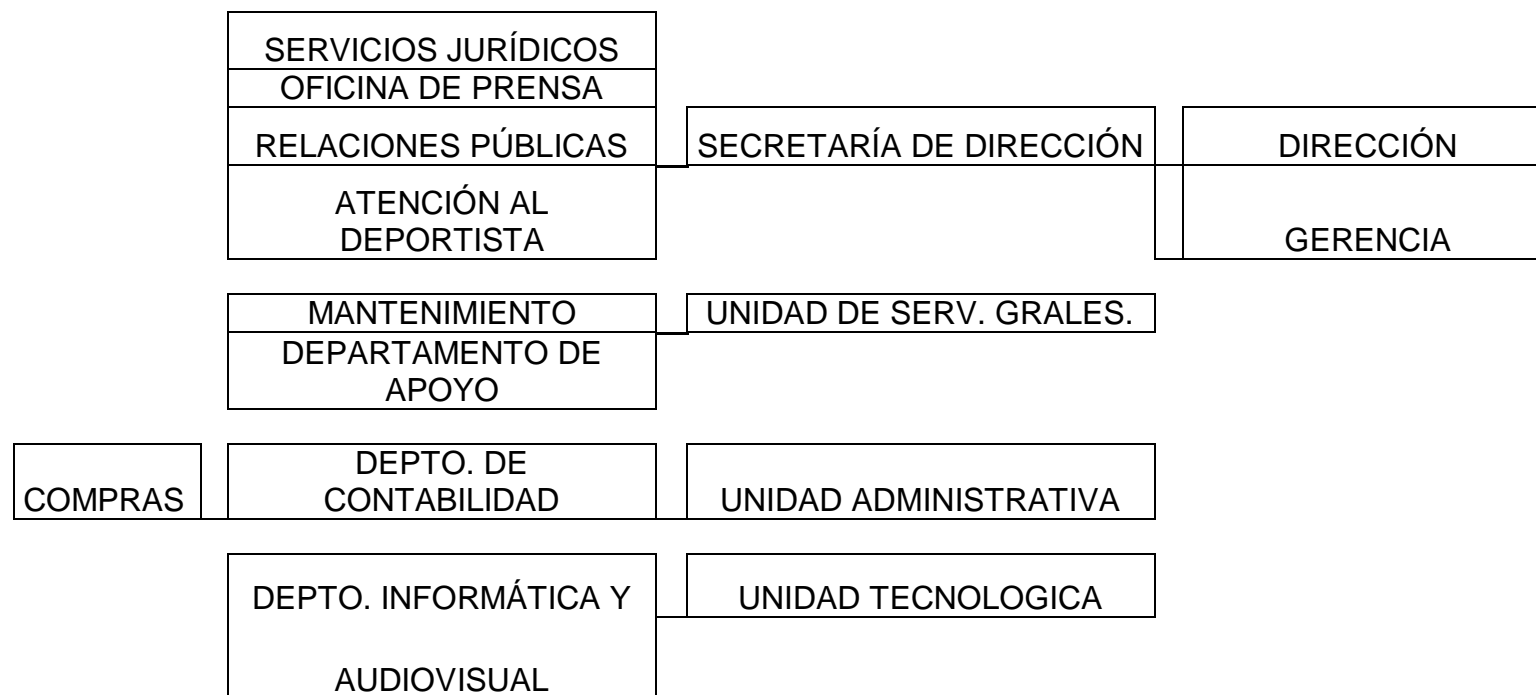 SERVICIOS JURÍDICOS
OFICINA DE PRENSA
RELACIONES PÚBLICAS
SECRETARÍA DE DIRECCIÓN
DIRECCIÓN
ATENCIÓN AL
DEPORTISTA
GERENCIA
MANTENIMIENTO
UNIDAD DE SERV. GRALES.
DEPARTAMENTO DE
APOYO
COMPRAS
DEPTO. DE
CONTABILIDAD
UNIDAD ADMINISTRATIVA
DEPTO. INFORMÁTICA Y
AUDIOVISUAL
UNIDAD TECNOLOGICA